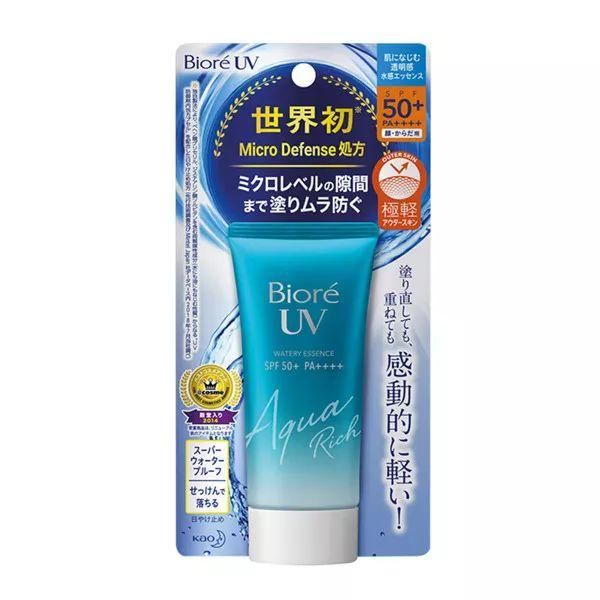 Bioré UV
肌になじむ
透明感
水感エッセンス
SPF
50+
PA++++
顔・からだ用
世界初※
Micro Defense 処方
ミクロレベルの隙間
まで塗りムラ防ぐ
OUTER SKIN
極軽
アウタースキン
塗り直しても、
重ねても
感動的に軽い!
Bioré
UV
WATERY ESSENCE
SPF 50+ PA++++
Aqua
Rich
@cosme
殿堂入り
2014
スーパー
ウォーター
プルーフ
せっけんで
落ちる
日やけ止め
Kao